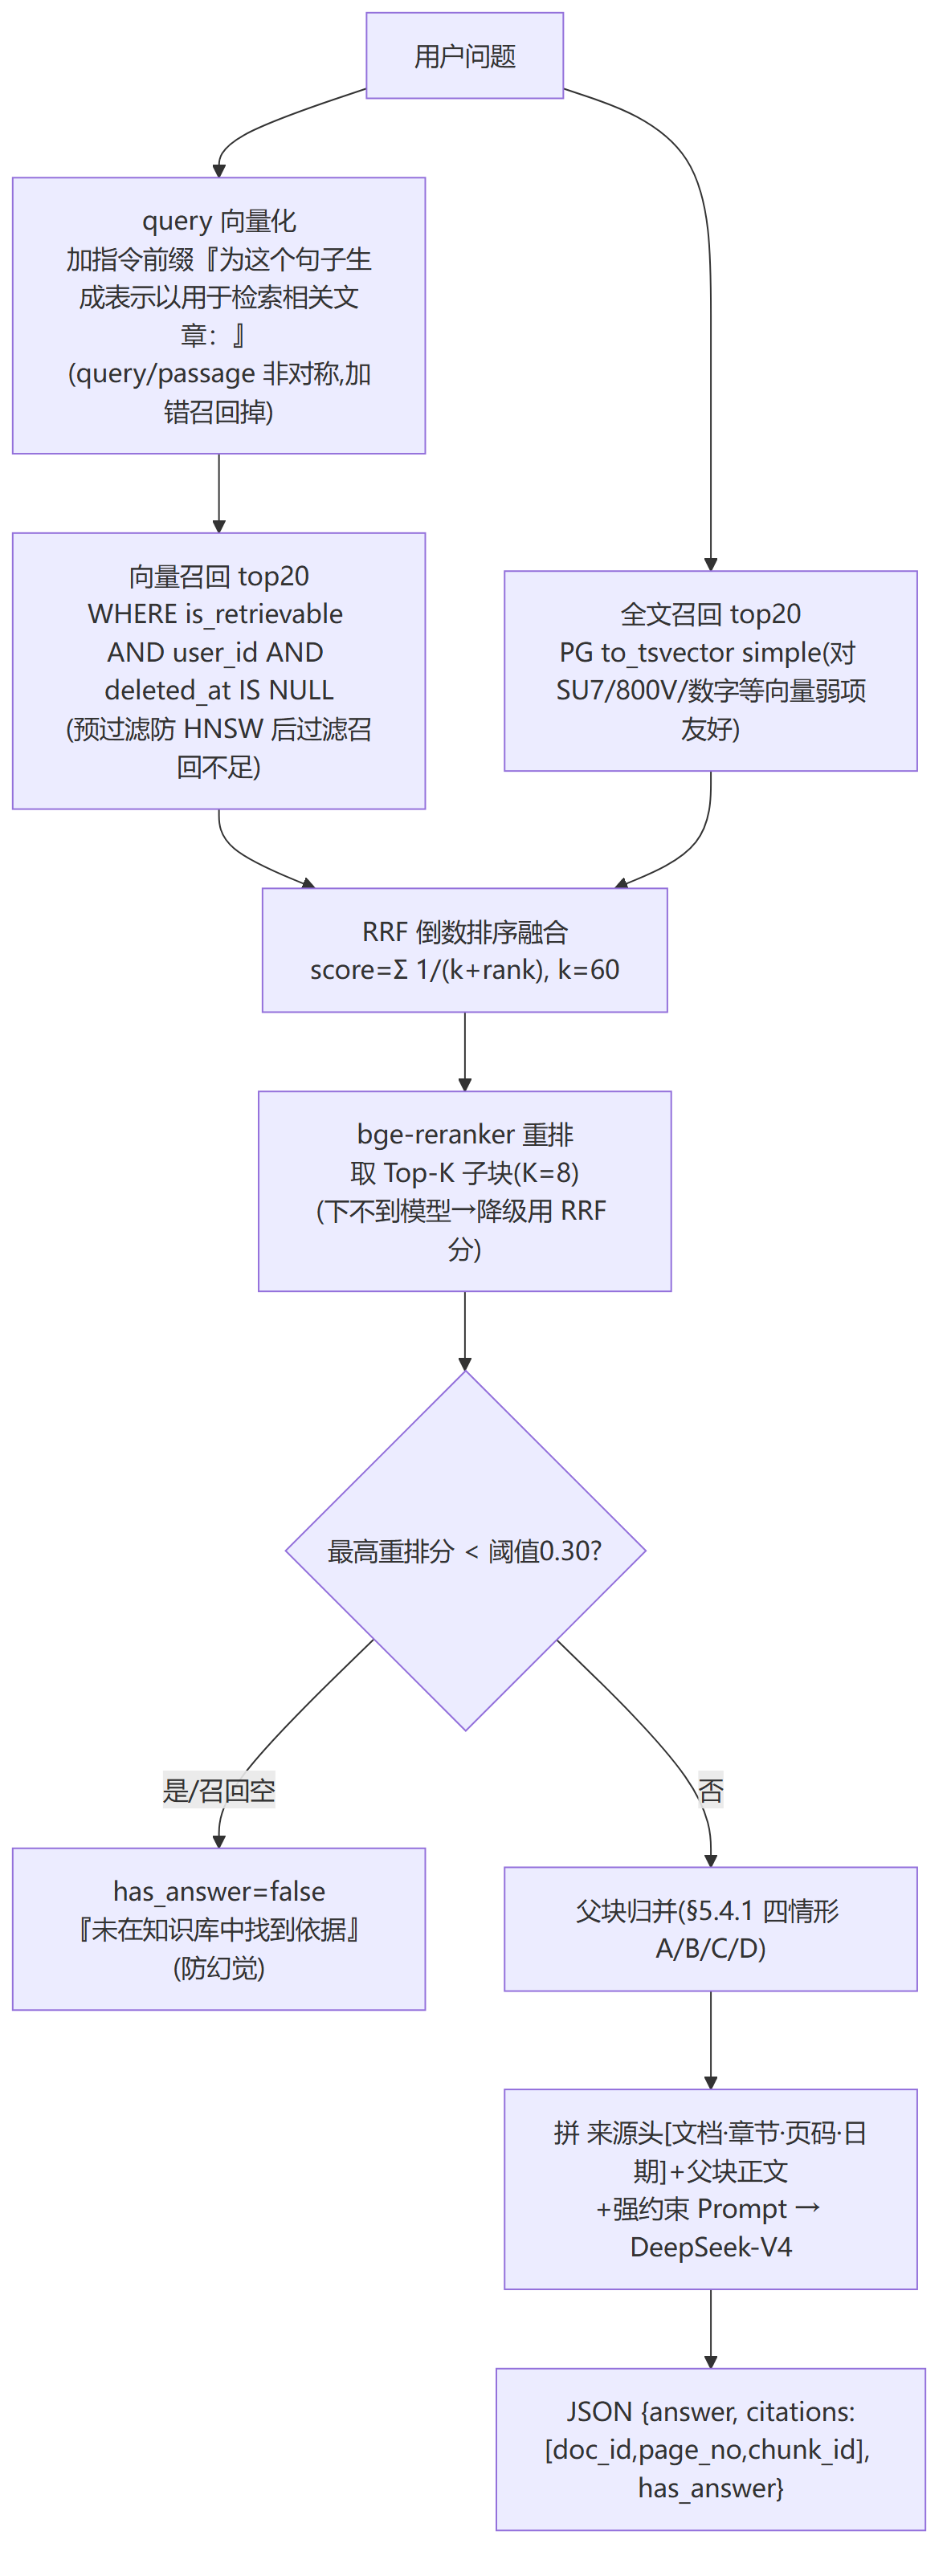 用户问题
query 向量化
加指令前缀『为这个句子生
成表示以用于检索相关文
章：』
(query/passage 非对称,加
错召回掉)
向量召回 top20
WHERE is_retrievable
AND user_id AND
deleted_at IS NULL
(预过滤防 HNSW 后过滤召
回不足)
全文召回 top20
PG to_tsvector simple(对
SU7/800V/数字等向量弱项
友好)
RRF 倒数排序融合
score=Σ 1/(k+rank), k=60
bge-reranker 重排
取 Top-K 子块(K=8)
(下不到模型→降级用 RRF
分)
最高重排分 < 阈值0.30?
是/召回空
否
has_answer=false
『未在知识库中找到依据』
(防幻觉)
父块归并(§5.4.1 四情形
A/B/C/D)
拼 来源头[文档·章节·页码·日
期]+父块正文
+强约束 Prompt →
DeepSeek-V4
JSON {answer, citations:
[doc_id,page_no,chunk_id],
has_answer}